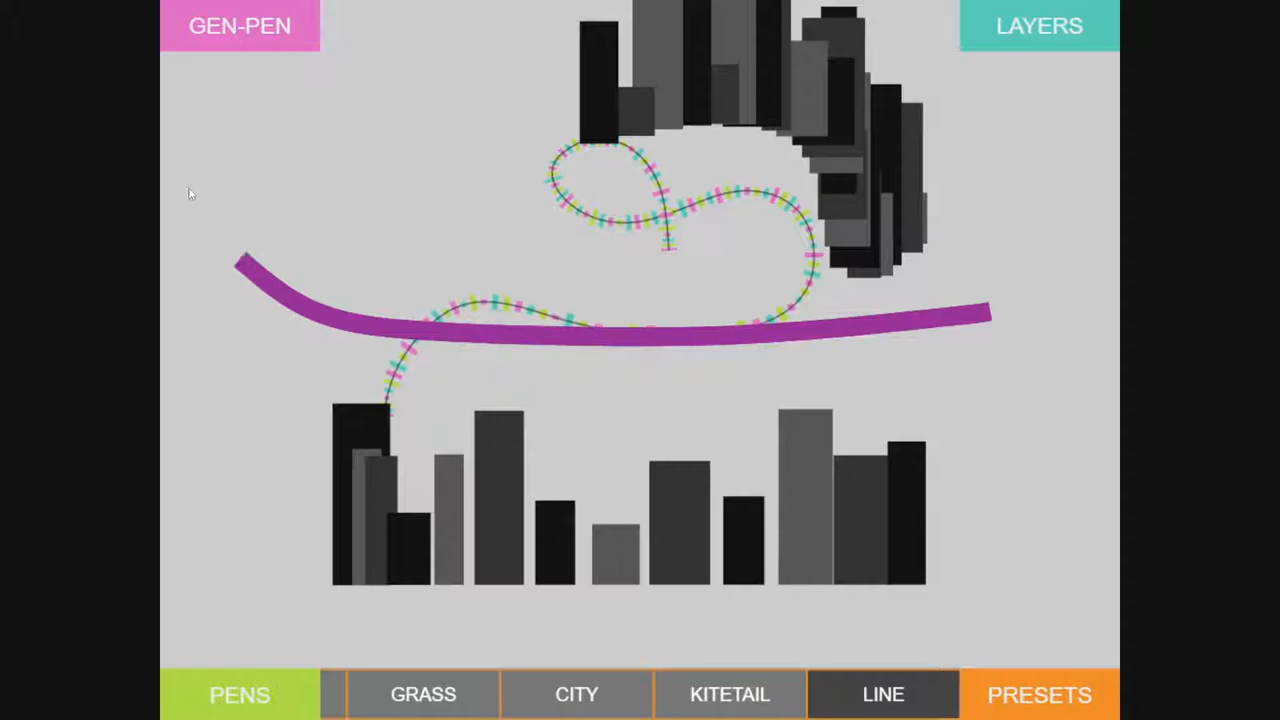 GEN-PEN
LAYERS
PENS
GRASS
CITY
KITETAIL
LINE
PRESETS